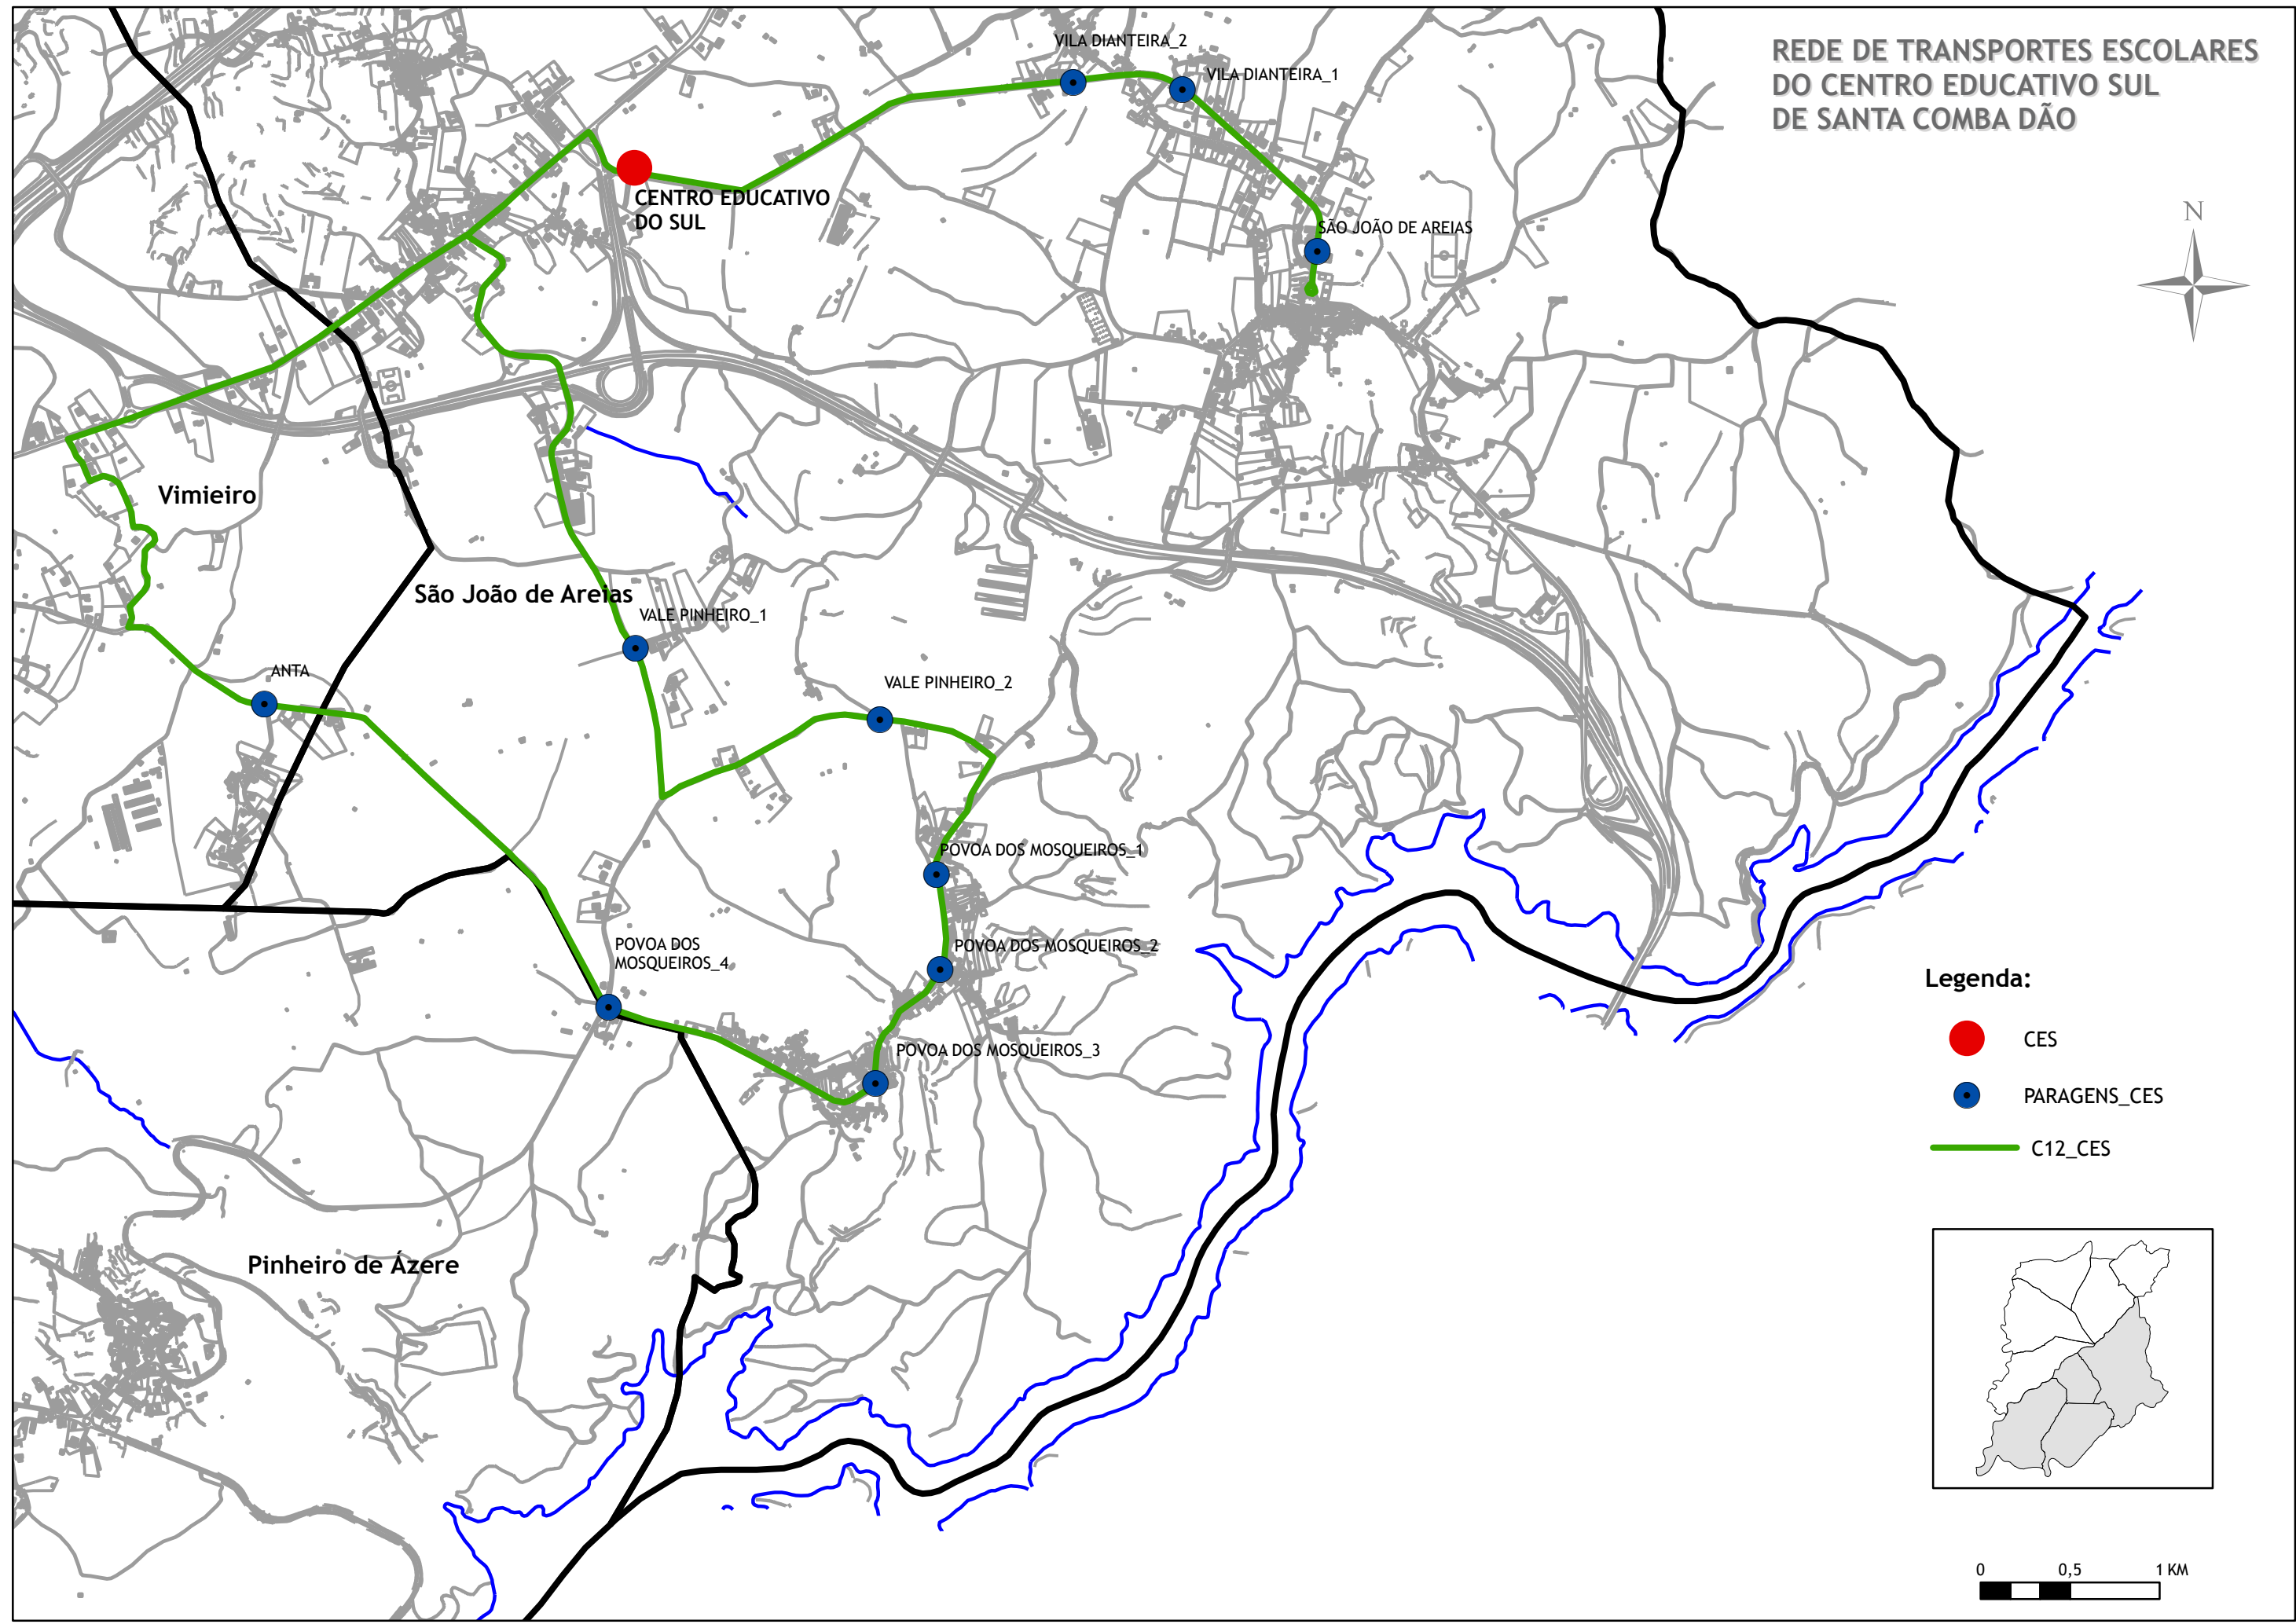 VILA DIANTEIRA_2
VILA DIANTEIRA_1
REDE DE TRANSPORTES ESCOLARES
DO CENTRO EDUCATIVO SUL
DE SANTA COMBA DÃO
CENTRO EDUCATIVO
DO SUL
N
SÃO JOÃO DE AREIAS
Vimieiro
São João de Areias
VALE PINHEIRO_1
ANTA
VALE PINHEIRO_2
POVOA DOS MOSQUEIROS_1
POVOA DOS
MOSQUEIROS_4
POVOA DOS MOSQUEIROS_2
POVOA DOS MOSQUEIROS_3
Pinheiro de Ázere
Legenda:
CES
PARAGENS_CES
C12_CES
0 0,5 1 KM